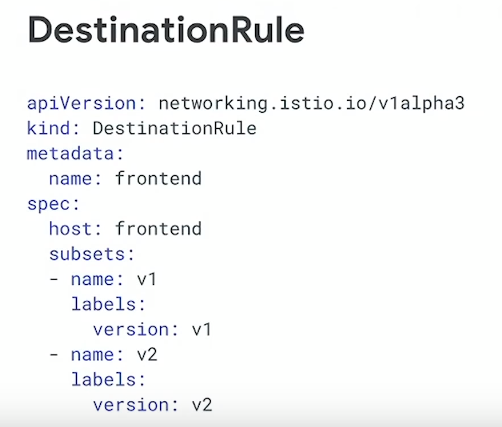 DestinationRule
apiVersion: networking.istio.io/v1alpha3
kind: DestinationRule
metadata:
  name: frontend
spec:
  host: frontend
  subsets:
  - name: v1
    labels:
      version: v1
  - name: v2
    labels:
      version: v2